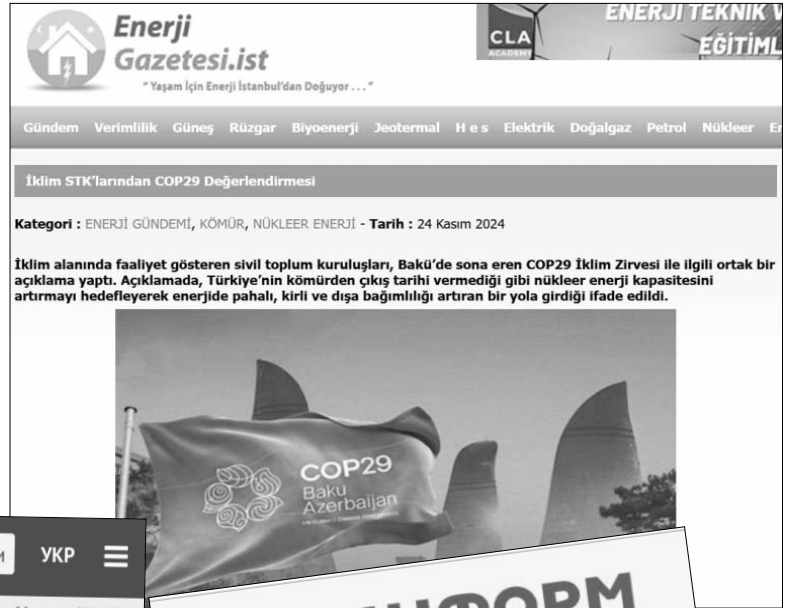 Enerji
Gazetesi.ist
“ Yaşam İçin Enerji İstanbul’dan Doğuyor . . . ”
CLA
ACADEMY
ENERJİ TEKNİK
EĞİTİML
Gündem Verimlilik Güneş Rüzgar Biyoenerji Jeotermal H e s Elektrik Doğalgaz Petrol Nükleer
İklim STK’larından COP29 Değerlendirmesi
Kategori : ENERJİ GÜNDEMİ, KÖMÜR, NÜKLEER ENERJİ - Tarih : 24 Kasım 2024
İklim alanında faaliyet gösteren sivil toplum kuruluşları, Bakü’de sona eren COP29 İklim Zirvesi ile ilgili ortak bir
açıklama yaptı. Açıklamada, Türkiye’nin kömürden çıkış tarihi vermediği gibi nükleer enerji kapasitesini
artırmayı hedefleyerek enerjide pahalı, kirli ve dışa bağımlılığı artıran bir yola girdiği ifade edildi.
COP29
Baku
Azerbaijan
УКР
ФОРМ